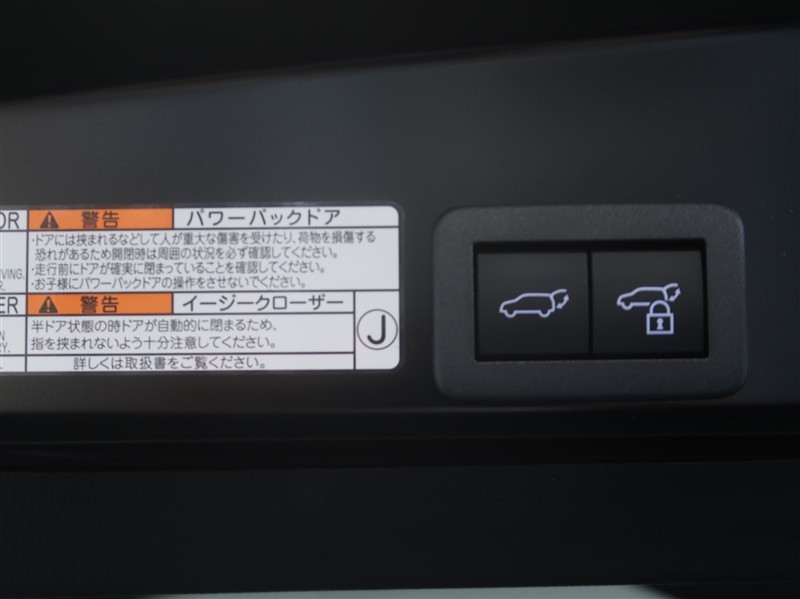 OR ⚠ 警告 パワーバックドア
・ドアには挟まれるなどして人が重大な傷害を受けたり、荷物を損傷する
恐れがあるため開閉時は周囲の状況を必ず確認してください。
VING. ・走行前にドアが確実に閉まっていることを確認してください。
R. ・お子様にパワーバックドアの操作をさせないでください。
ER ⚠ 警告 イージークローザー
N 半ドア状態の時ドアが自動的に閉まるため、
RY. 指を挟まれないよう十分注意してください。
詳しくは取扱書をご覧ください。
J